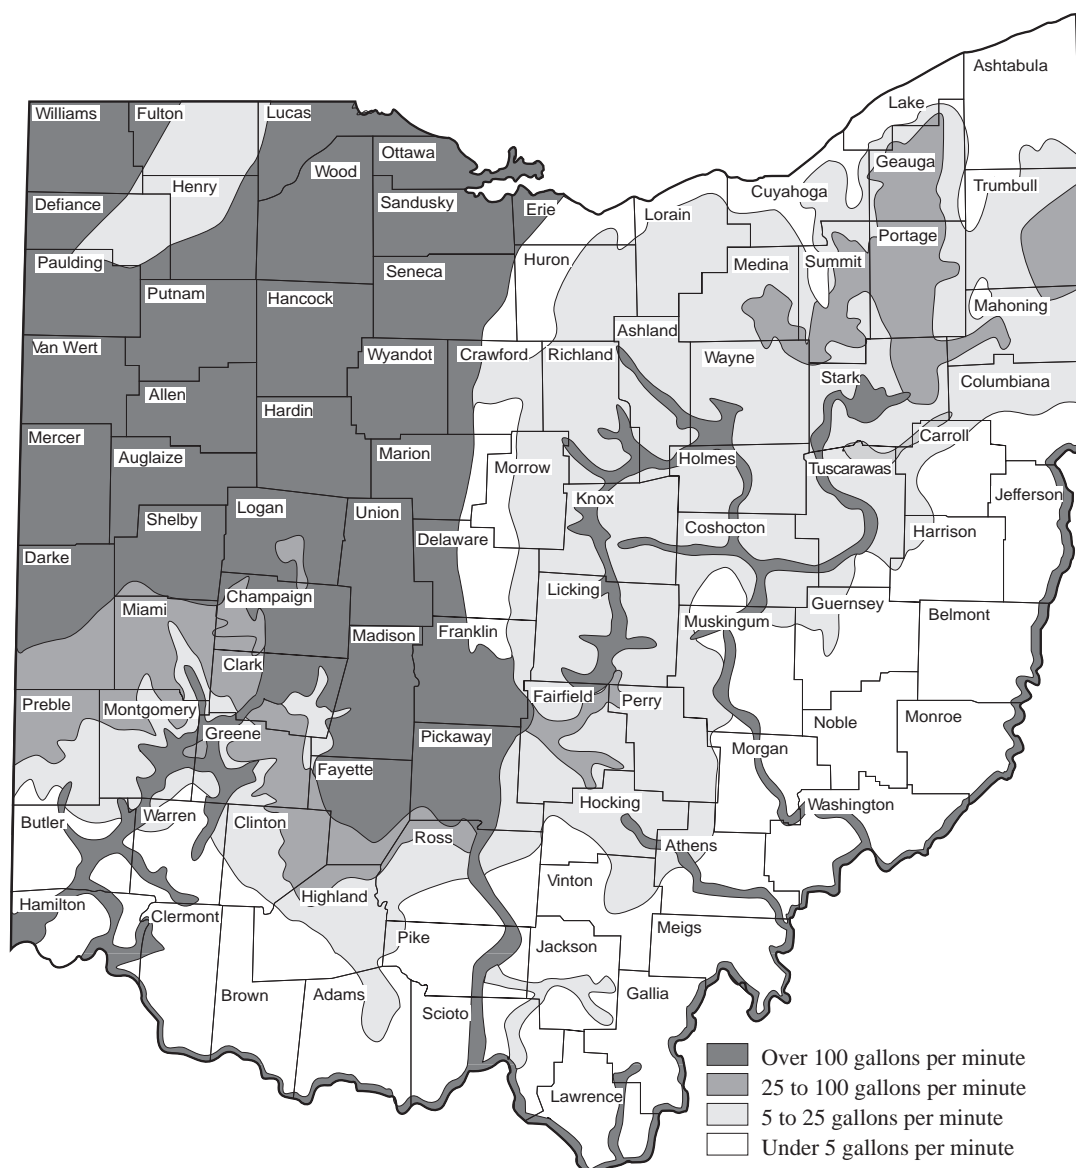 Ashtabula
Lake
Williams
Fulton
Lucas
Ottawa
Geauga
Wood
Henry
Cuyahoga
Trumbull
Defiance
Sandusky
Erie
Lorain
Portage
Paulding
Huron
Medina
Summit
Seneca
Putnam
Hancock
Mahoning
Ashland
Van Wert
Wyandot
Crawford
Richland
Wayne
Stark
Columbiana
Allen
Hardin
Mercer
Carroll
Auglaize
Marion
Holmes
Morrow
Tuscarawas
Jefferson
Knox
Logan
Union
Shelby
Coshocton
Harrison
Delaware
Darke
Licking
Champaign
Miami
Guernsey
Belmont
Muskingum
Madison
Franklin
Clark
Fairfield
Perry
Preble
Montgomery
Monroe
Noble
Greene
Pickaway
Morgan
Fayette
Hocking
Washington
Butler
Warren
Clinton
Ross
Athens
Vinton
Highland
Hamilton
Clermont
Meigs
Pike
Jackson
Brown
Adams
Gallia
Scioto
Lawrence
Over 100 gallons per minute
25 to 100 gallons per minute
5 to 25 gallons per minute
Under 5 gallons per minute